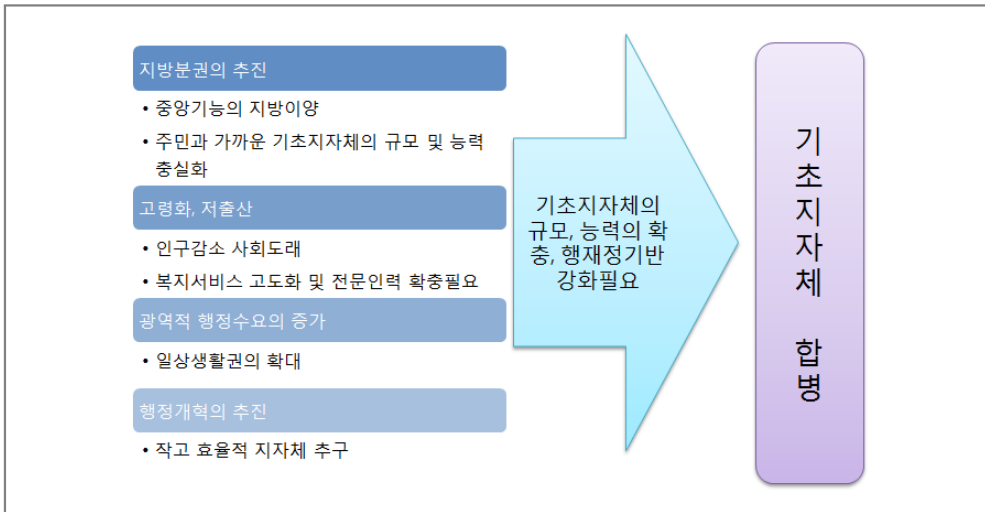 지방분권의 추진
• 중앙기능의 지방이양
• 주민과 가까운 기초지자체의 규모 및 능력
충실화
고령화, 저출산
• 인구감소 사회도래
• 복지서비스 고도화 및 전문인력 확충필요
광역적 행정수요의 증가
• 일상생활권의 확대
행정개혁의 추진
• 작고 효율적 지자체 추구
기초지자체의
규모, 능력의 확
충, 행재정기반
강화필요
기초지자체 합병